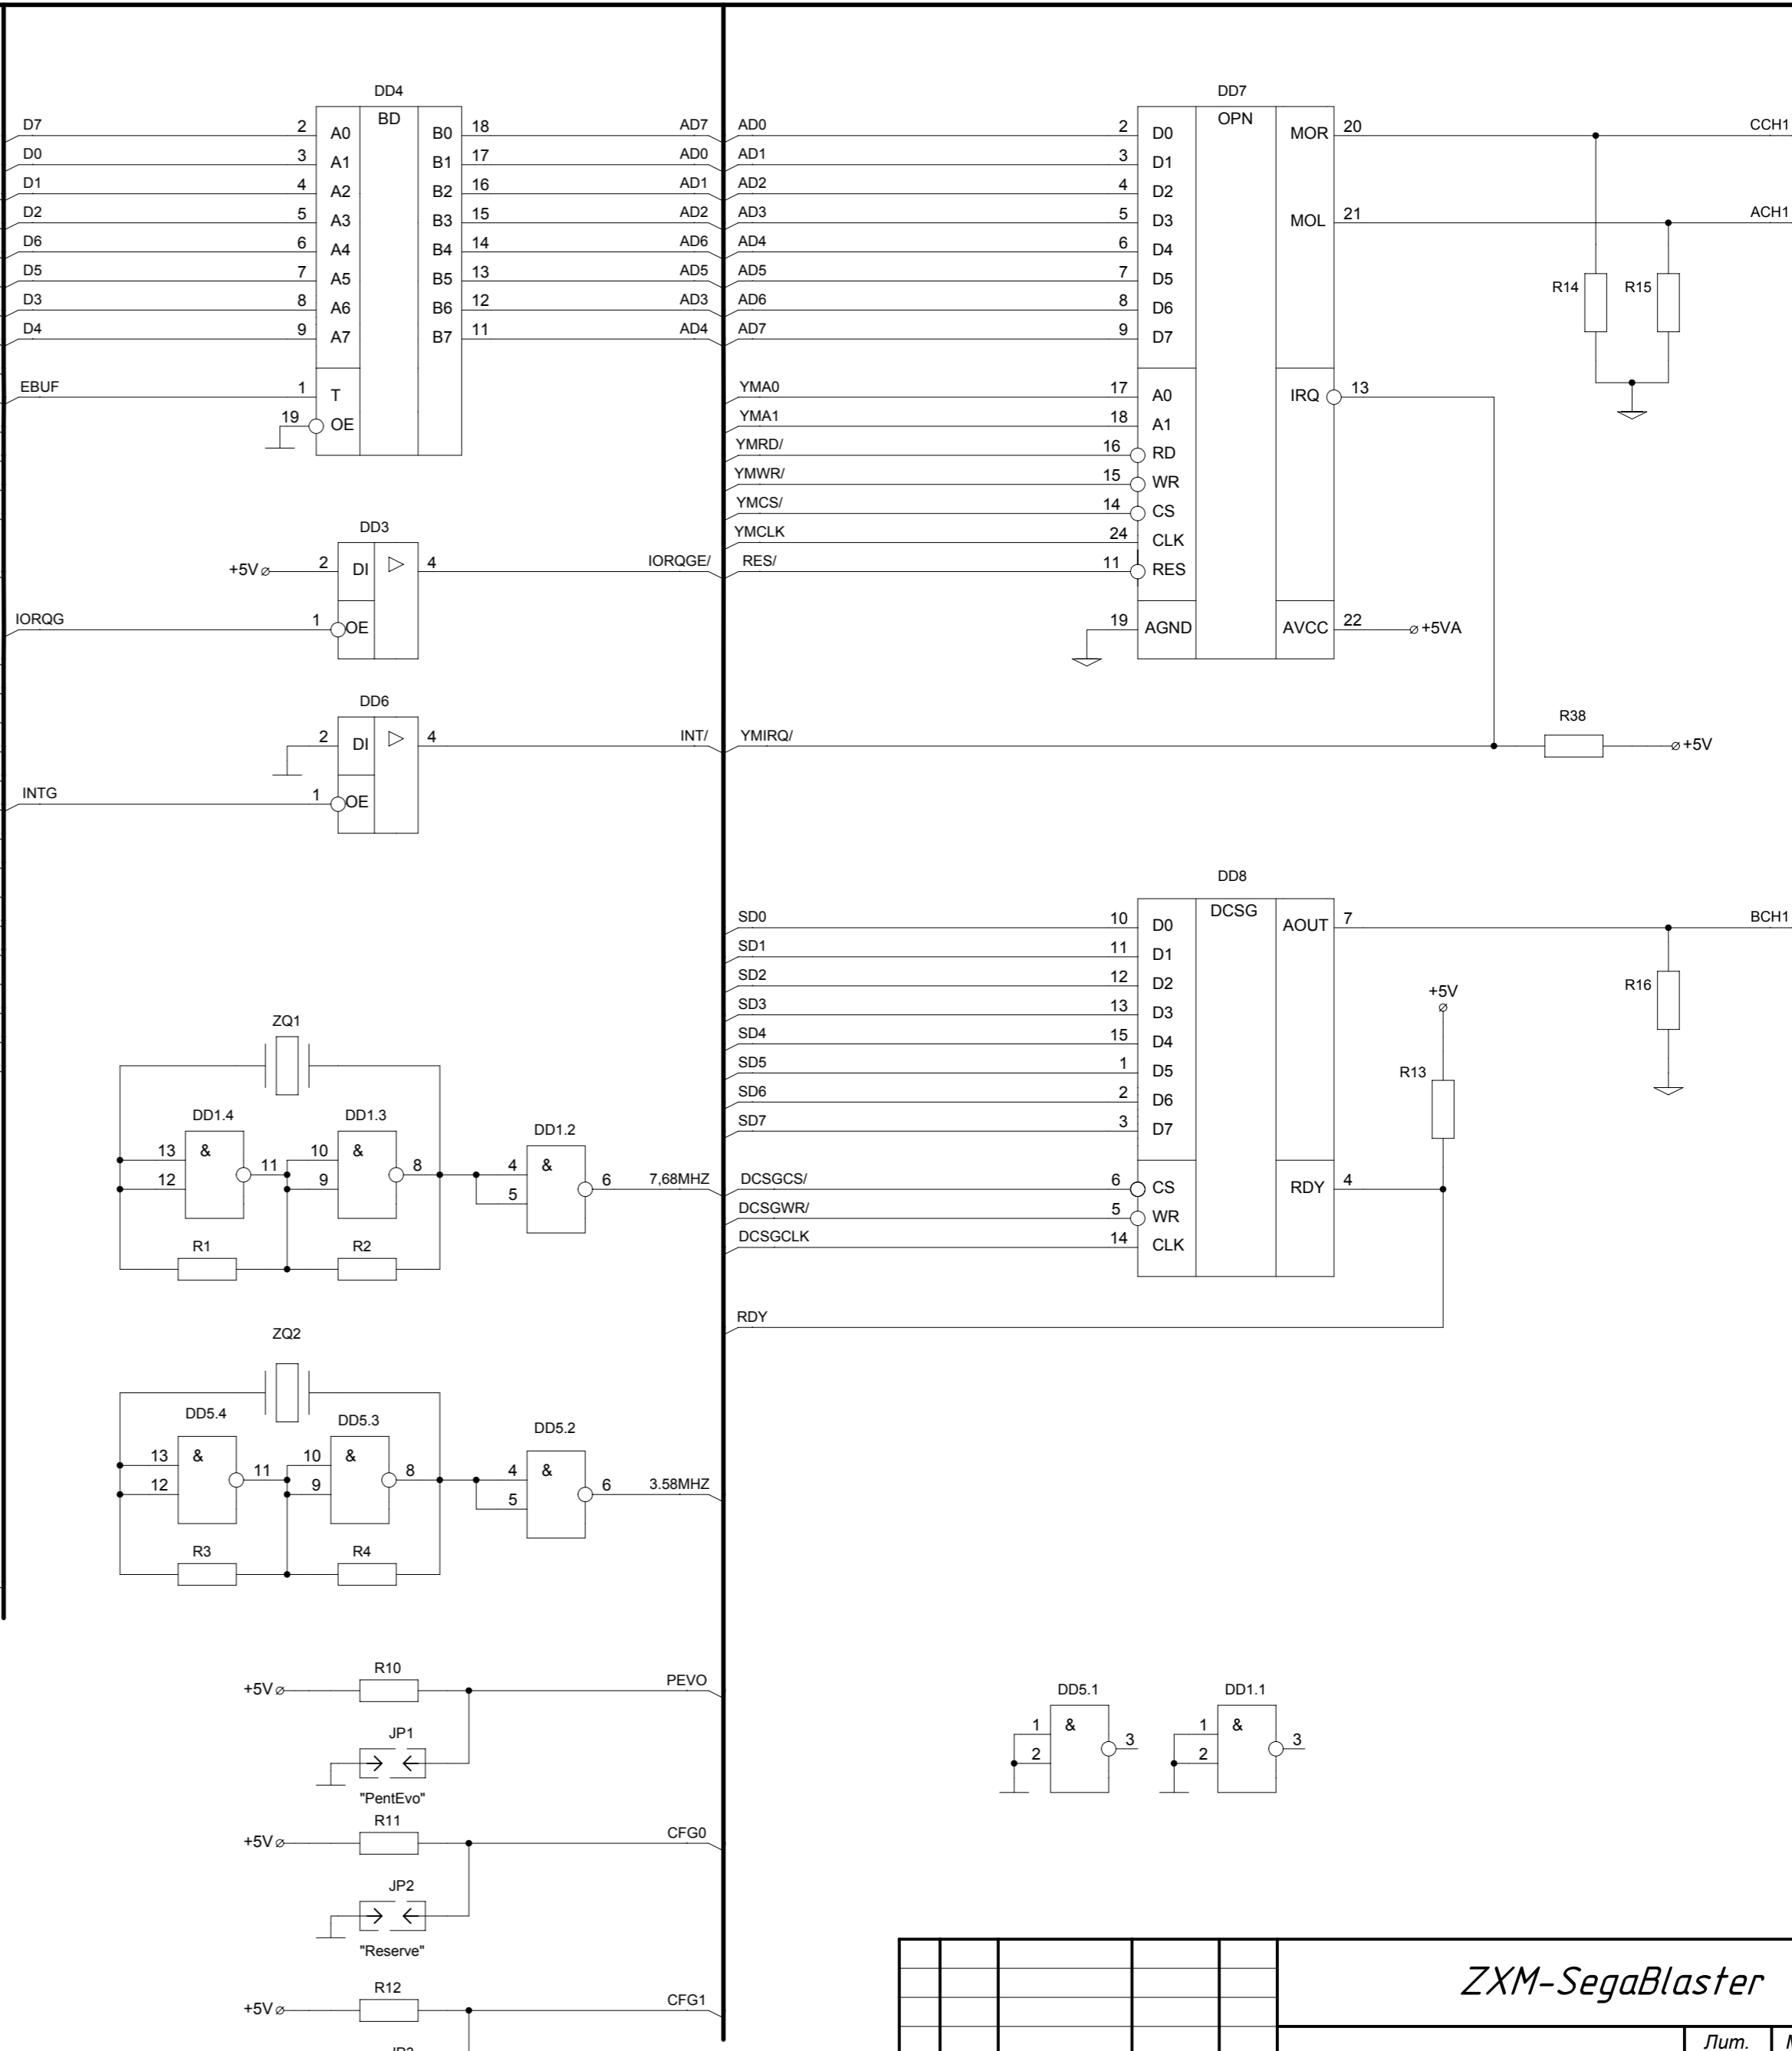 DD4
BD
D7 2 A0 B0 18 AD7
D0 3 A1 B1 17 AD0
D1 4 A2 B2 16 AD1
D2 5 A3 B3 15 AD2
D6 6 A4 B4 14 AD6
D5 7 A5 B5 13 AD5
D3 8 A6 B6 12 AD3
D4 9 A7 B7 11 AD4
EBUF 1 T
19 OE
DD3
+5V 2 DI 4 IORQGE/
IORQG 1 OE
DD6
2 DI 4 INT/
INTG 1 OE
ZQ1
DD1.4 DD1.3 DD1.2
13 & 11 10 & 8 4 & 6 7,68MHZ
12 9 5
R1 R2
ZQ2
DD5.4 DD5.3 DD5.2
13 & 11 10 & 8 4 & 6 3.58MHZ
12 9 5
R3 R4
R10
+5V PEVO
JP1
"PentEvo"
R11
+5V CFG0
JP2
"Reserve"
R12
+5V CFG1
DD7
OPN
AD0 2 D0 MOR 20 CCH1
AD1 3 D1
AD2 4 D2
AD3 5 D3 MOL 21 ACH1
AD4 6 D4
AD5 7 D5
AD6 8 D6
AD7 9 D7
R14 R15
YMA0 17 A0 IRQ 13
YMA1 18 A1
YMRD/ 16 RD
YMWR/ 15 WR
YMCS/ 14 CS
YMCLK 24 CLK
RES/ 11 RES
19 AGND AVCC 22 +5VA
R38
YMIRQ/ +5V
DD8
DCSG
SD0 10 D0 AOUT 7 BCH1
SD1 11 D1
SD2 12 D2
SD3 13 D3
SD4 15 D4
SD5 1 D5
SD6 2 D6
SD7 3 D7
R16
+5V
R13
DCSGCS/ 6 CS RDY 4
DCSGWR/ 5 WR
DCSGCLK 14 CLK
RDY
DD5.1 DD1.1
1 & 3 1 & 3
2 2
ZXM-SegaBlaster
Лит.